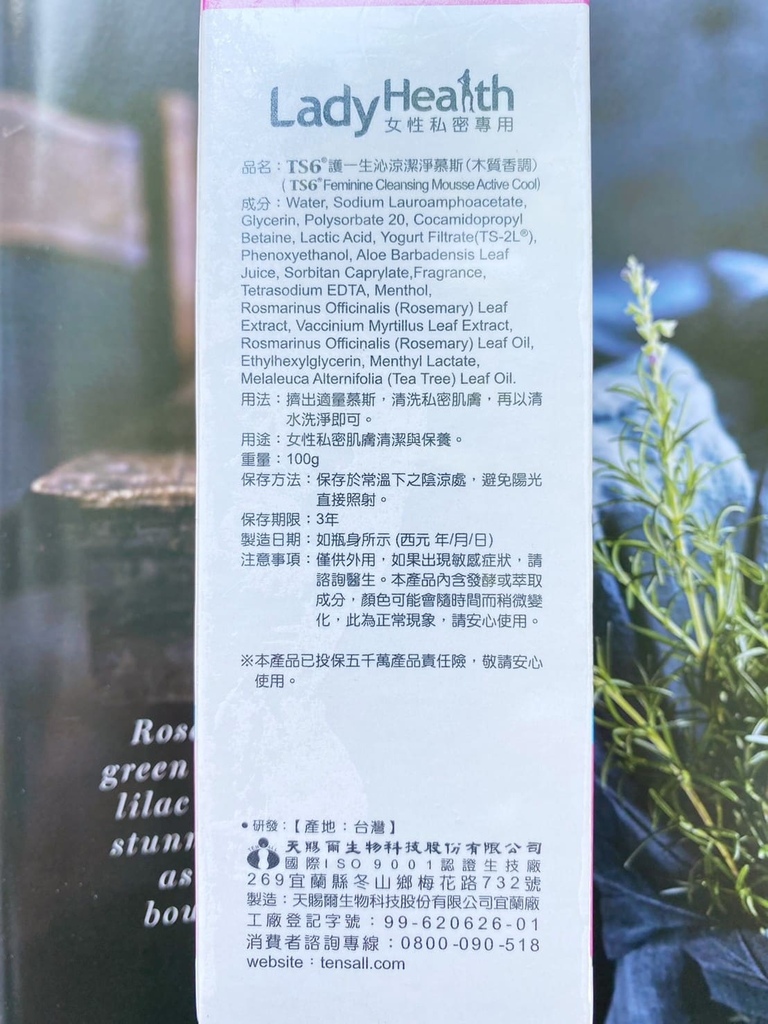 Lady Health
女性私密專用
品名：TS6®護一生沁涼潔淨慕斯(木質香調)
(TS6®Feminine Cleansing Mousse Active Cool)
成分：Water, Sodium Lauroamphoacetate,
Glycerin, Polysorbate 20, Cocamidopropyl
Betaine, Lactic Acid, Yogurt Filtrate(TS-2L®),
Phenoxyethanol, Aloe Barbadensis Leaf
Juice, Sorbitan Caprylate,Fragrance,
Tetrasodium EDTA, Menthol,
Rosmarinus Officinalis (Rosemary) Leaf
Extract, Vaccinium Myrtillus Leaf Extract,
Rosmarinus Officinalis (Rosemary) Leaf Oil,
Ethylhexylglycerin, Menthyl Lactate,
Melaleuca Alternifolia (Tea Tree) Leaf Oil.
用法：擠出適量慕斯，清洗私密肌膚，再以清
水洗淨即可。
用途：女性私密肌膚清潔與保養。
重量：100g
保存方法：保存於常溫下之陰涼處，避免陽光
直接照射。
保存期限：3年
製造日期：如瓶身所示 (西元 年/月/日)
注意事項：僅供外用，如果出現敏感症狀，請
諮詢醫生。本產品內含發酵或萃取
成分，顏色可能會隨時間而稍微變
化，此為正常現象，請安心使用。
※本產品已投保五千萬產品責任險，敬請安心
使用。
•研發：【產地：台灣】
天賜爾生物科技股份有限公司
國際ISO 9001認證生技廠
269宜蘭縣冬山鄉梅花路732號
製造：天賜爾生物科技股份有限公司宜蘭廠
工廠登記字號：99-620626-01
消費者諮詢專線：0800-090-518
website：tensall.com
Ros
green
lilac
stunn
as
bou